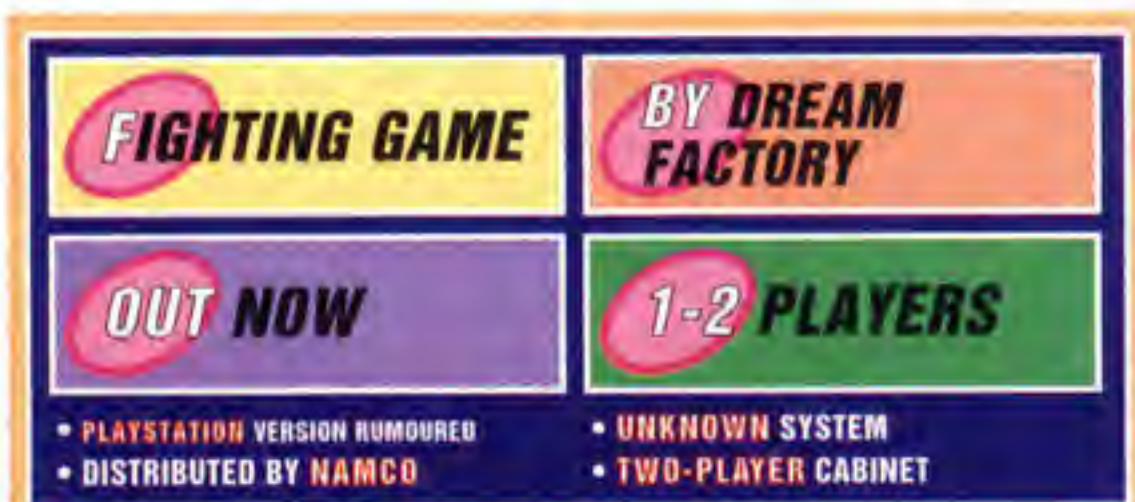 FIGHTING GAME
BY DREAM
FACTORY
OUT NOW
1-2 PLAYERS
• PLAYSTATION VERSION RUMOURED
• DISTRIBUTED BY NAMCO
• UNKNOWN SYSTEM
• TWO-PLAYER CABINET